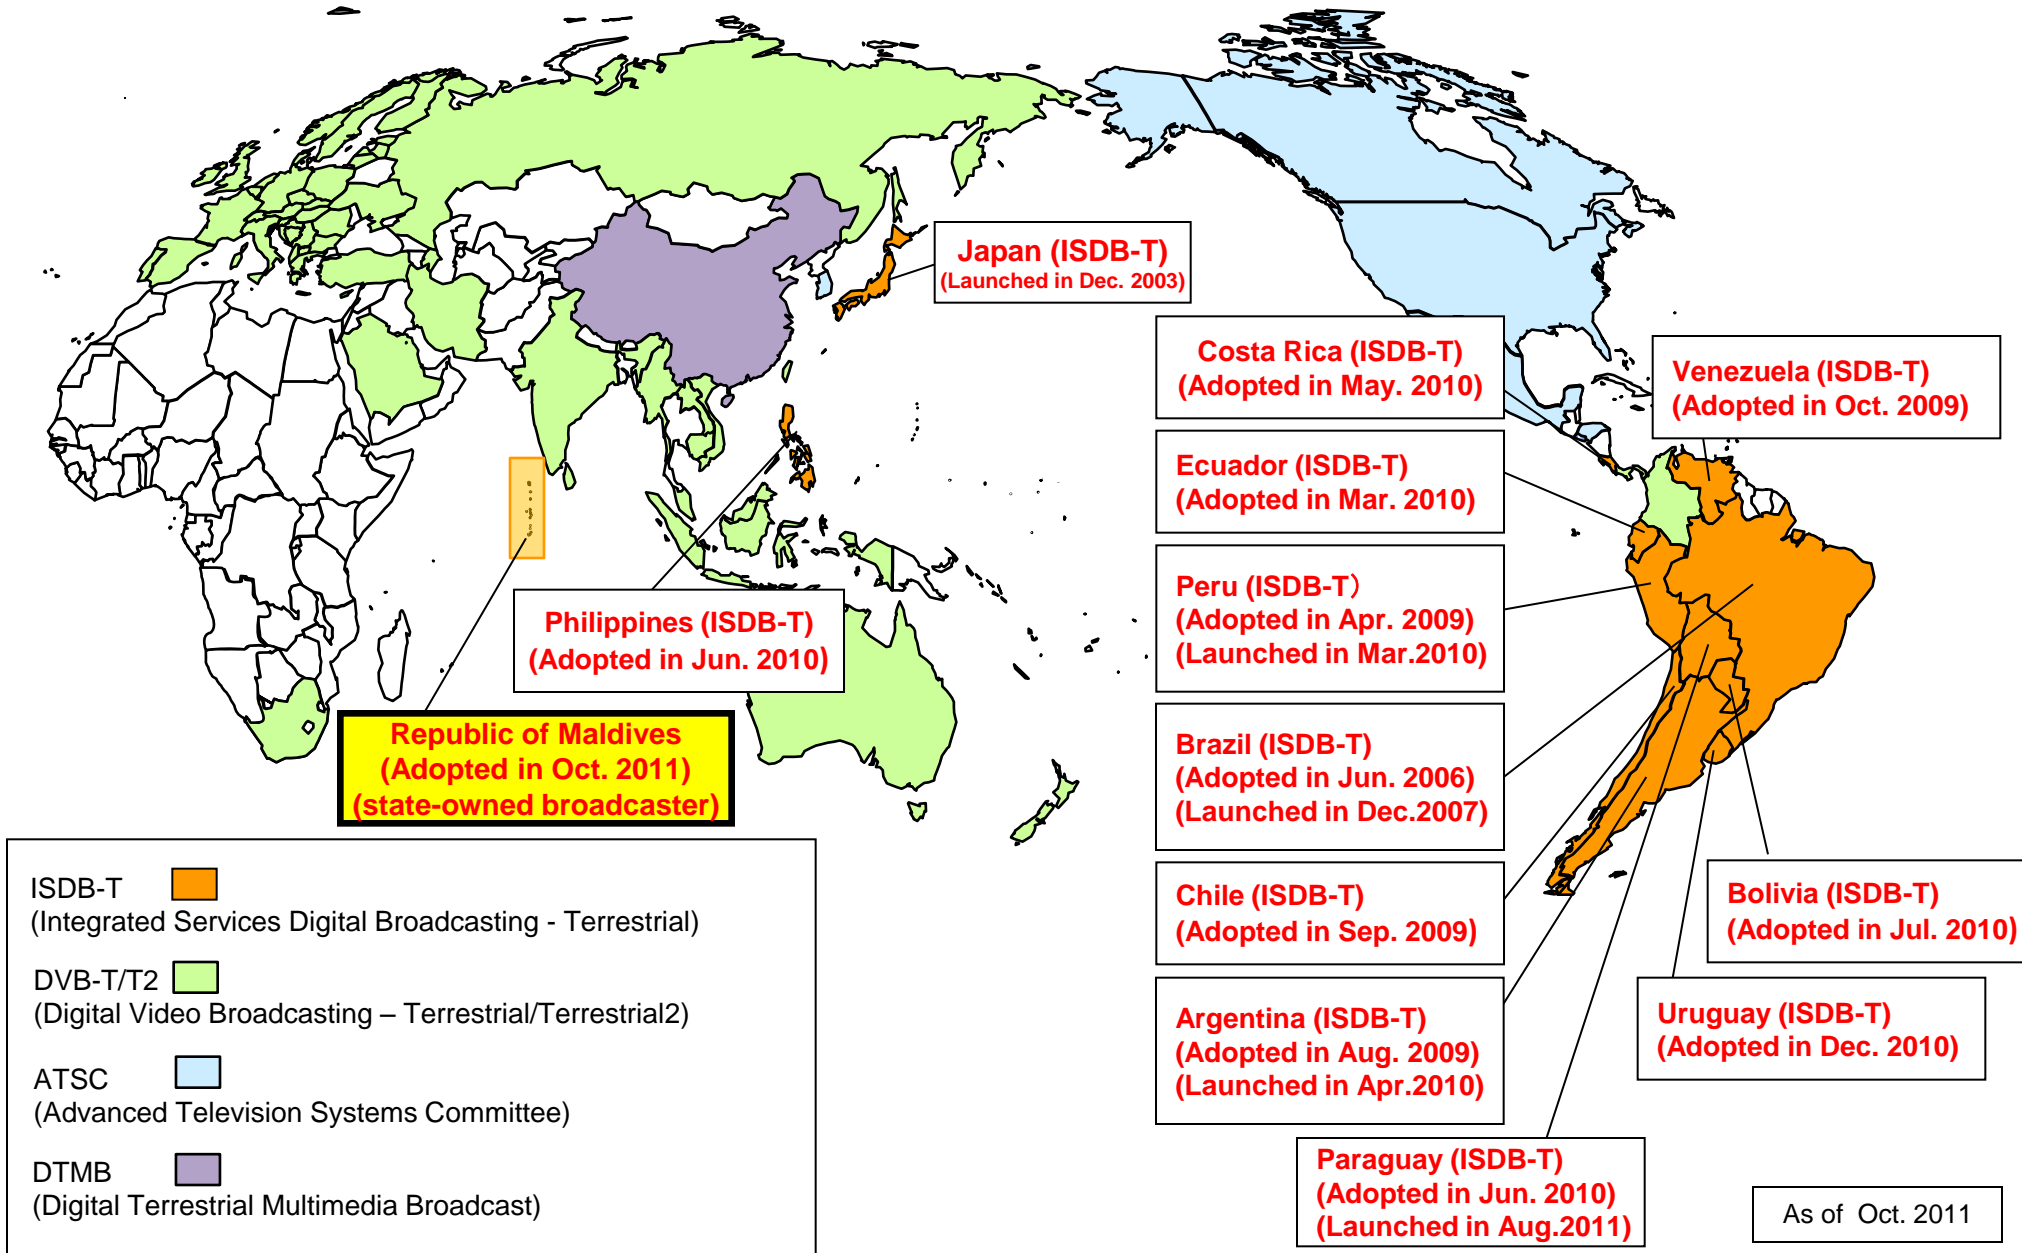 Japan (ISDB-T)
(Launched in Dec. 2003)
Costa Rica (ISDB-T)
(Adopted in May. 2010)
Venezuela (ISDB-T)
(Adopted in Oct. 2009)
Ecuador (ISDB-T)
(Adopted in Mar. 2010)
Peru (ISDB-T）
(Adopted in Apr. 2009)
(Launched in Mar.2010)
Philippines (ISDB-T)
(Adopted in Jun. 2010)
Republic of Maldives
(Adopted in Oct. 2011)
(state-owned broadcaster)
Brazil (ISDB-T)
(Adopted in Jun. 2006)
(Launched in Dec.2007)
Chile (ISDB-T)
(Adopted in Sep. 2009)
Bolivia (ISDB-T)
(Adopted in Jul. 2010)
Argentina (ISDB-T)
(Adopted in Aug. 2009)
(Launched in Apr.2010)
Uruguay (ISDB-T)
(Adopted in Dec. 2010)
Paraguay (ISDB-T)
(Adopted in Jun. 2010)
(Launched in Aug.2011)
ISDB-T
(Integrated Services Digital Broadcasting - Terrestrial)
DVB-T/T2
(Digital Video Broadcasting – Terrestrial/Terrestrial2)
ATSC
(Advanced Television Systems Committee)
DTMB
(Digital Terrestrial Multimedia Broadcast)
As of Oct. 2011